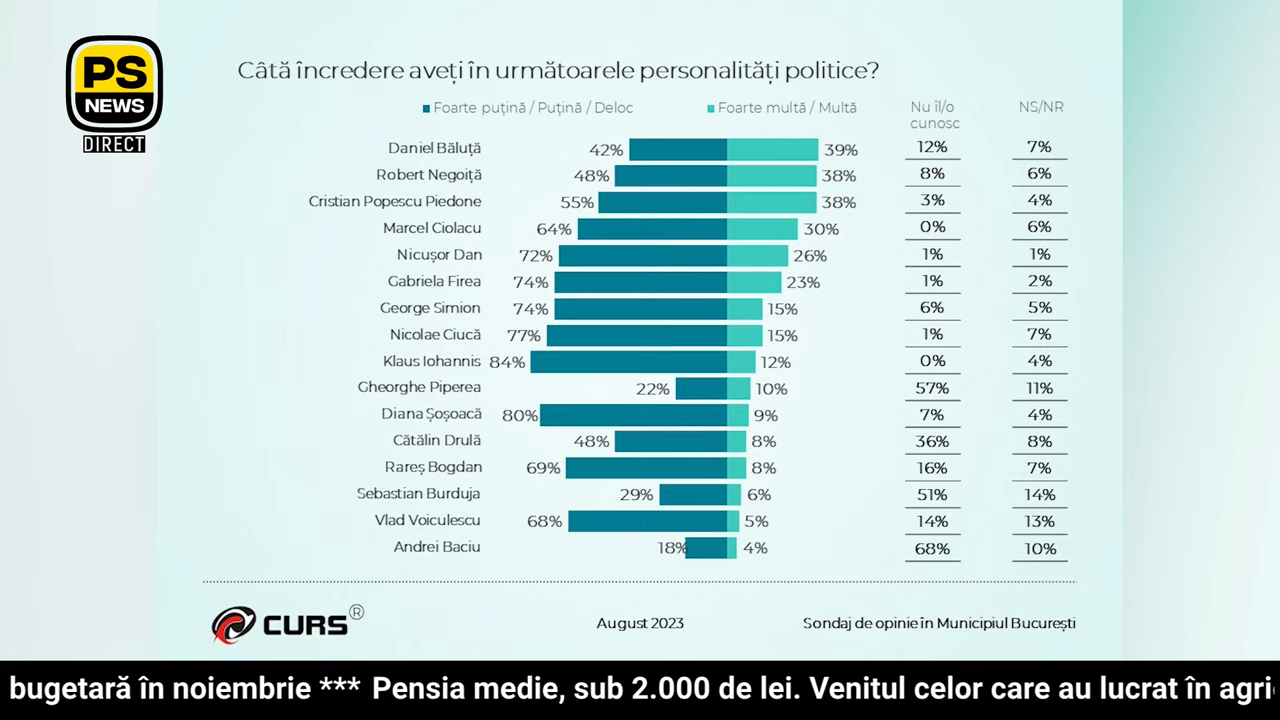 PS
NEWS
DIRECT
Câtă încredere aveți în următoarele personalități politice?
Foarte puțină / Puțină / Deloc Foarte multă / Multă Nu îl/o cunosc NS/NR
Daniel Băluță 42% 39% 12% 7%
Robert Negoiță 48% 38% 8% 6%
Cristian Popescu Piedone 55% 38% 3% 4%
Marcel Ciolacu 64% 30% 0% 6%
Nicușor Dan 72% 26% 1% 1%
Gabriela Firea 74% 23% 1% 2%
George Simion 74% 15% 6% 5%
Nicolae Ciucă 77% 15% 1% 7%
Klaus Iohannis 84% 12% 0% 4%
Gheorghe Piperea 22% 10% 57% 11%
Diana Șoșoacă 80% 9% 7% 4%
Cătălin Drulă 48% 8% 36% 8%
Rareș Bogdan 69% 8% 16% 7%
Sebastian Burduja 29% 6% 51% 14%
Vlad Voiculescu 68% 5% 14% 13%
Andrei Baciu 18% 4% 68% 10%
CURS® August 2023 Sondaj de opinie în Municipiul București
bugetară în noiembrie *** Pensia medie, sub 2.000 de lei. Venitul celor care au lucrat în agri